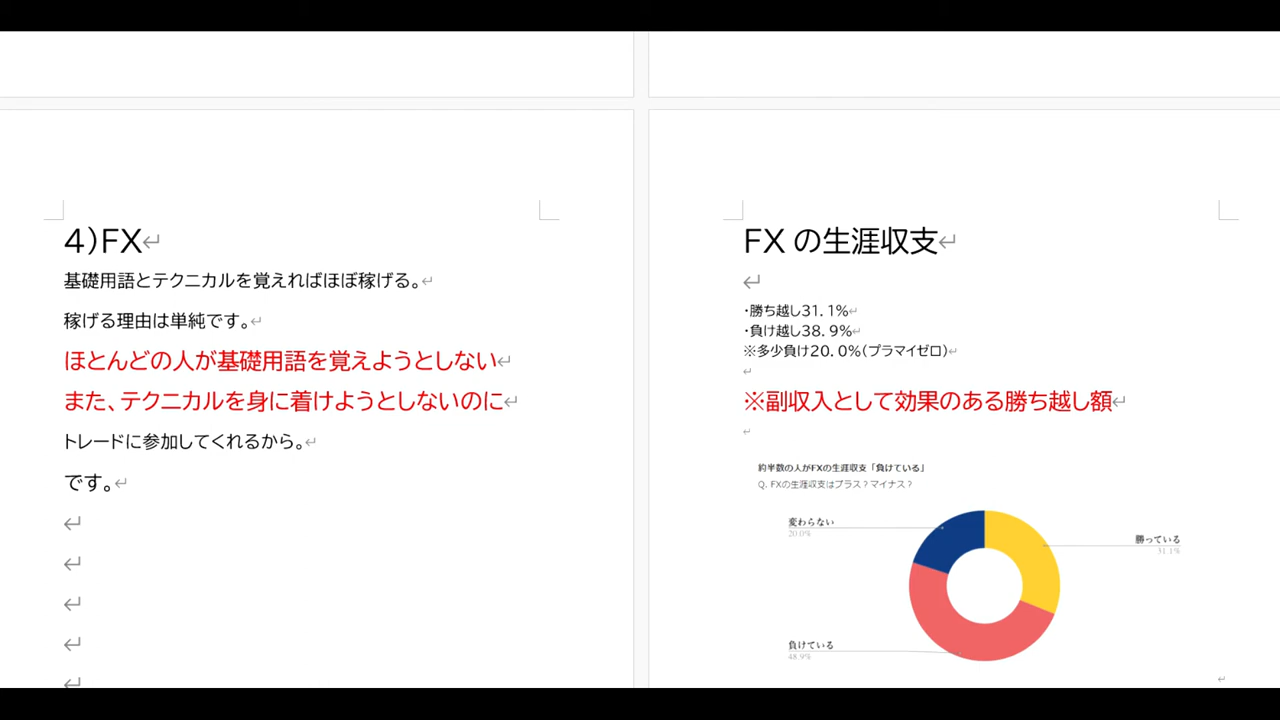 4)FX
基礎用語とテクニカルを覚えればほぼ稼げる。
稼げる理由は単純です。
ほとんどの人が基礎用語を覚えようとしない
また、テクニカルを身に着けようとしないのに
トレードに参加してくれるから。
です。
FX の生涯収支
・勝ち越し31.1%
・負け越し38.9%
※多少負け20.0%(プラマイゼロ)
※副収入として効果のある勝ち越し額
約半数の人がFXの生涯収支「負けている」
Q. FXの生涯収支はプラス？マイナス？
変わらない
20.0%
勝っている
31.1%
負けている
48.9%